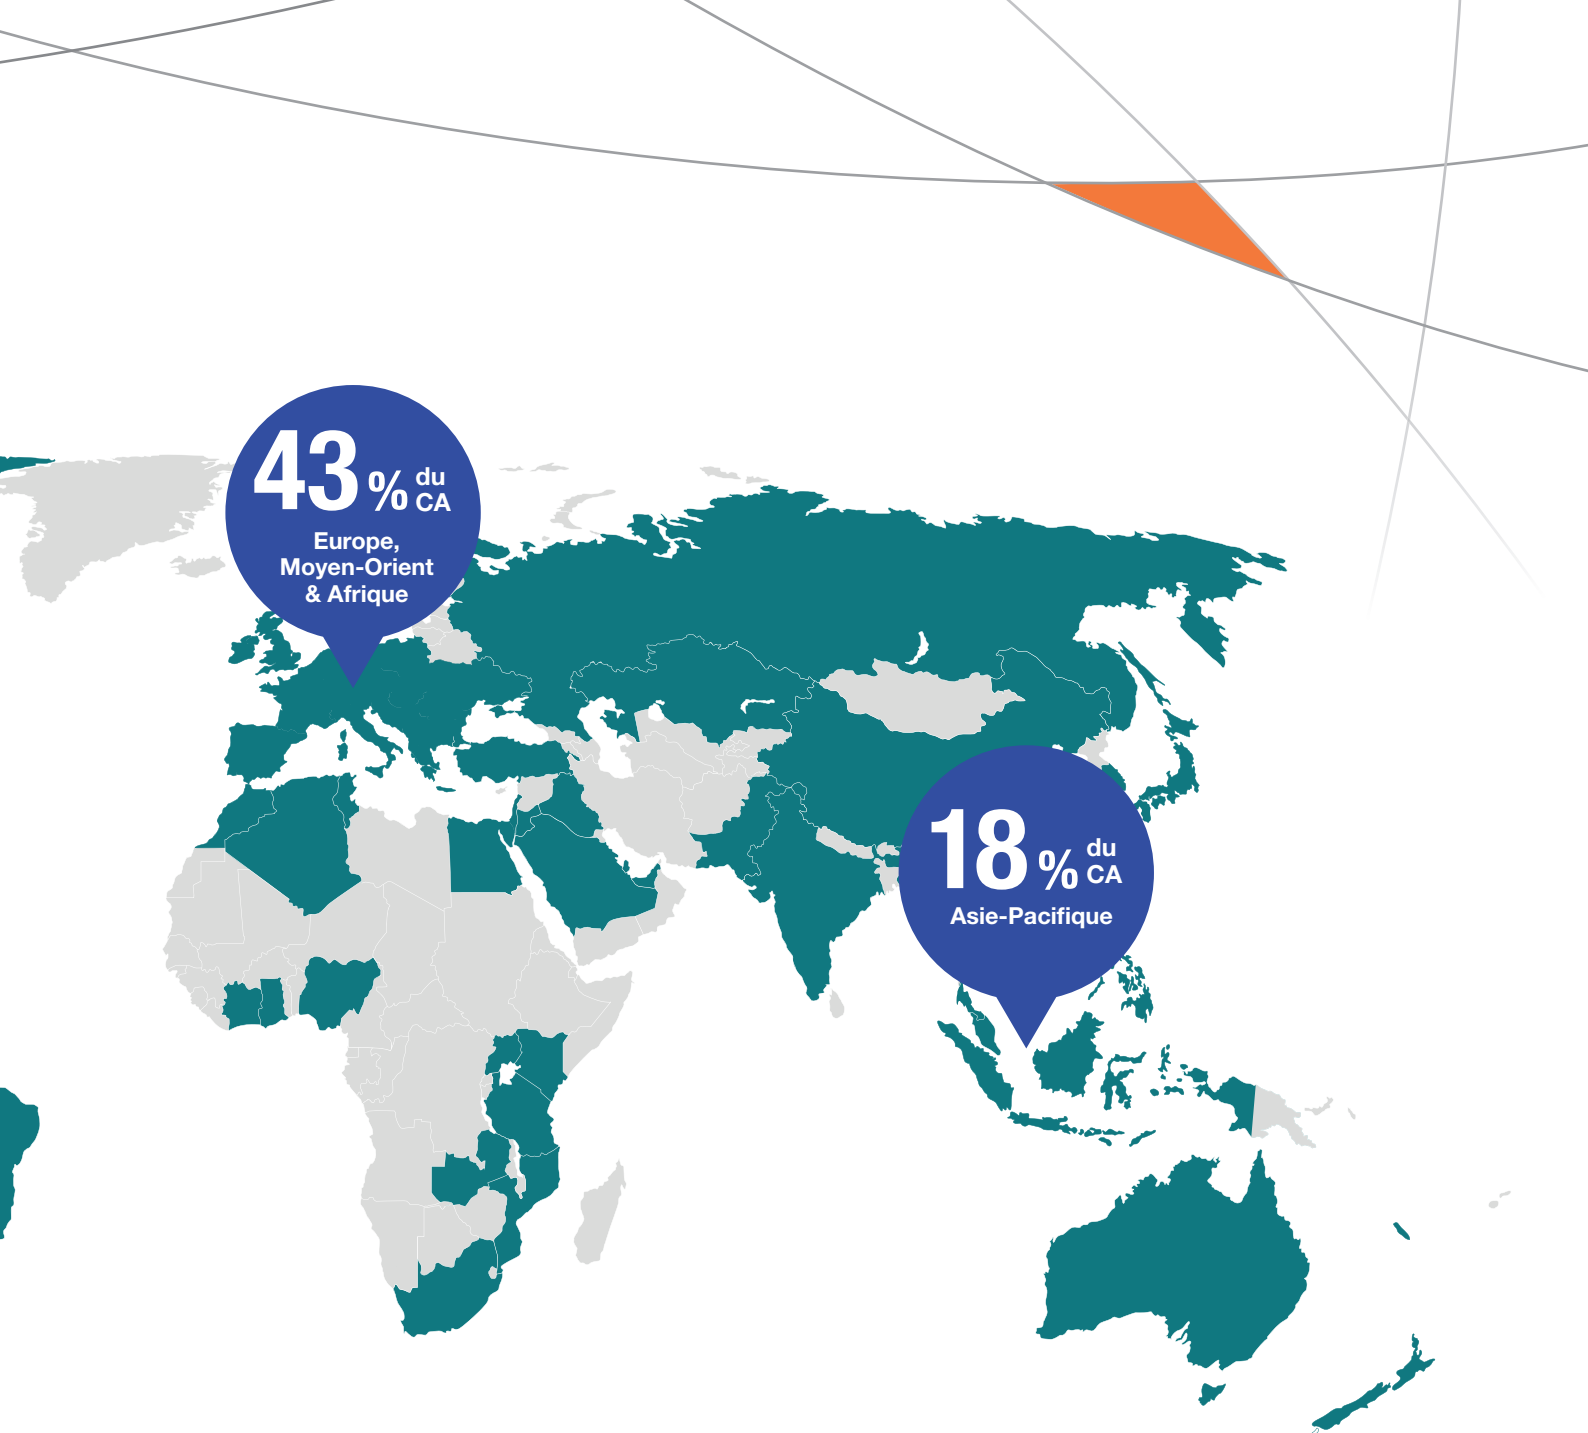 43 % du CA
Europe,
Moyen-Orient
& Afrique
18 % du CA
Asie-Pacifique